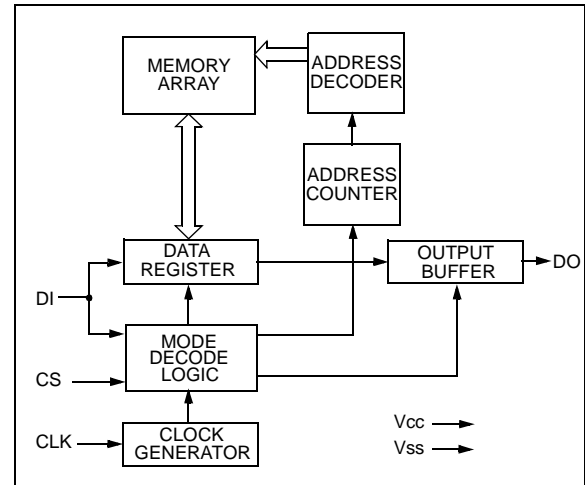 MEMORY
ARRAY
ADDRESS
DECODER
ADDRESS
COUNTER
DATA
REGISTER
OUTPUT
BUFFER
DO
DI
MODE
DECODE
LOGIC
CS
CLK
CLOCK
GENERATOR
Vcc
Vss